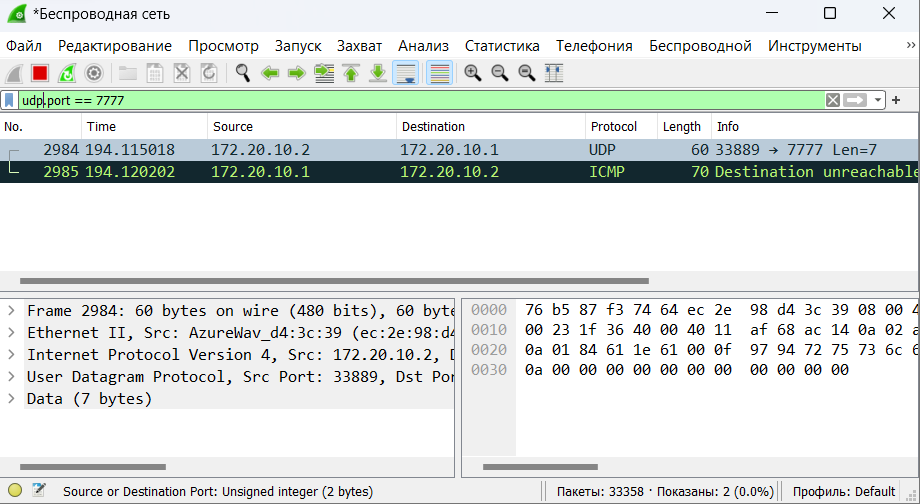 *Беспроводная сеть
Файл Редактирование Просмотр Запуск Захват Анализ Статистика Телефония Беспроводной Инструменты »
udp.port == 7777
No. Time Source Destination Protocol Length Info
2984 194.115018 172.20.10.2 172.20.10.1 UDP 60 33889 → 7777 Len=7
2985 194.120202 172.20.10.1 172.20.10.2 ICMP 70 Destination unreachable
Frame 2984: 60 bytes on wire (480 bits), 60 byte
Ethernet II, Src: AzureWav_d4:3c:39 (ec:2e:98:d4
Internet Protocol Version 4, Src: 172.20.10.2, D
User Datagram Protocol, Src Port: 33889, Dst Por
Data (7 bytes)
0000 76 b5 87 f3 74 64 ec 2e 98 d4 3c 39 08 00 4
0010 00 23 1f 36 40 00 40 11 af 68 ac 14 0a 02 a
0020 0a 01 84 61 1e 61 00 0f 97 94 72 75 73 6c 6
0030 0a 00 00 00 00 00 00 00 00 00 00 00
Source or Destination Port: Unsigned integer (2 bytes) Пакеты: 33358 · Показаны: 2 (0.0%) Профиль: Default